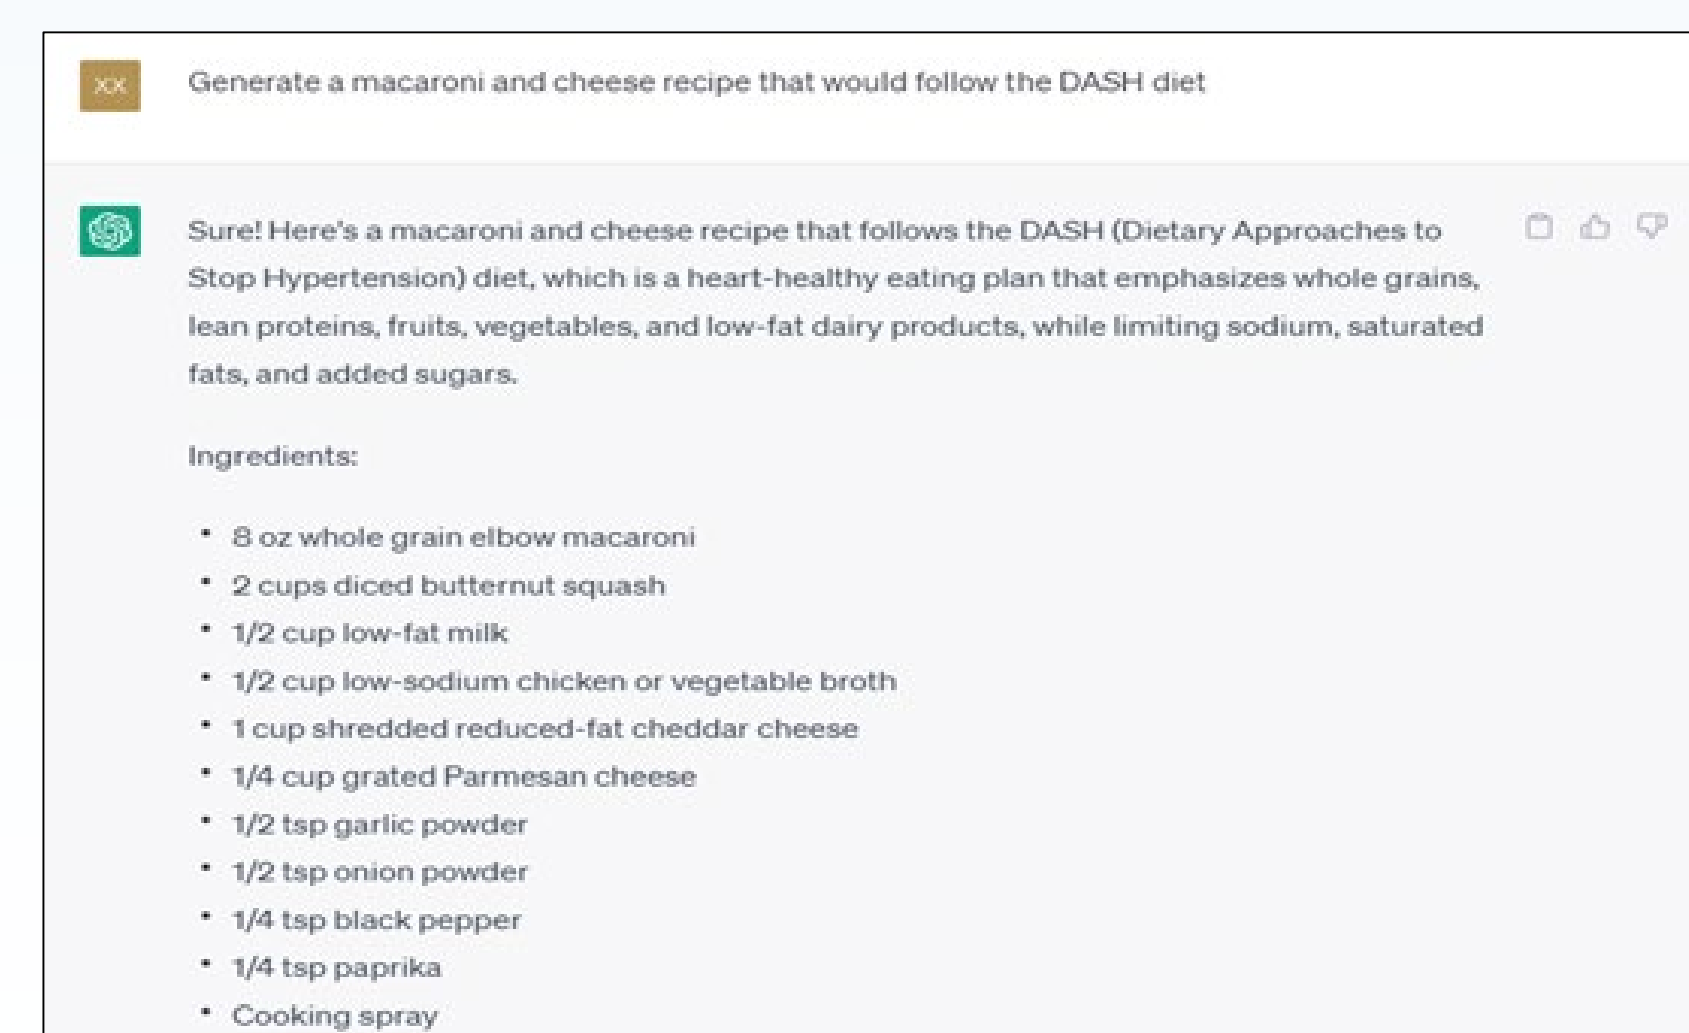 XX
Generate a macaroni and cheese recipe that would follow the DASH diet
Sure! Here's a macaroni and cheese recipe that follows the DASH (Dietary Approaches to
Stop Hypertension) diet, which is a heart-healthy eating plan that emphasizes whole grains,
lean proteins, fruits, vegetables, and low-fat dairy products, while limiting sodium, saturated
fats, and added sugars.
Ingredients:
• 8 oz whole grain elbow macaroni
• 2 cups diced butternut squash
• 1/2 cup low-fat milk
• 1/2 cup low-sodium chicken or vegetable broth
• 1 cup shredded reduced-fat cheddar cheese
• 1/4 cup grated Parmesan cheese
• 1/2 tsp garlic powder
• 1/2 tsp onion powder
• 1/4 tsp black pepper
• 1/4 tsp paprika
• Cooking spray